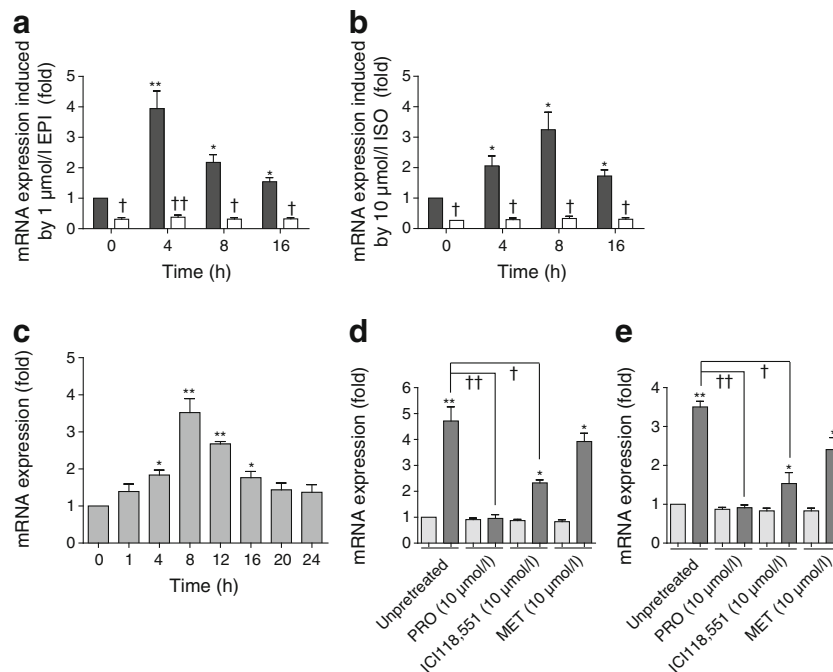 a
mRNA expression induced
by 1 μmol/l EPI (fold)
5
4
3
2
1
0
**
*
*
†
††
†
†
0 4 8 16
Time (h)
b
mRNA expression induced
by 10 μmol/l ISO (fold)
5
4
3
2
1
0
*
*
*
†
†
†
†
0 4 8 16
Time (h)
c
mRNA expression (fold)
5
4
3
2
1
0
*
**
**
*
0 1 4 8 12 16 20 24
Time (h)
d
mRNA expression (fold)
6
5
4
3
2
1
0
††
†
**
*
*
Unpretreated
PRO (10 μmol/l)
ICI118,551 (10 μmol/l)
MET (10 μmol/l)
e
mRNA expression (fold)
4
3
2
1
0
††
†
**
*
*
Unpretreated
PRO (10 μmol/l)
ICI118,551 (10 μmol/l)
MET (10 μmol/l)